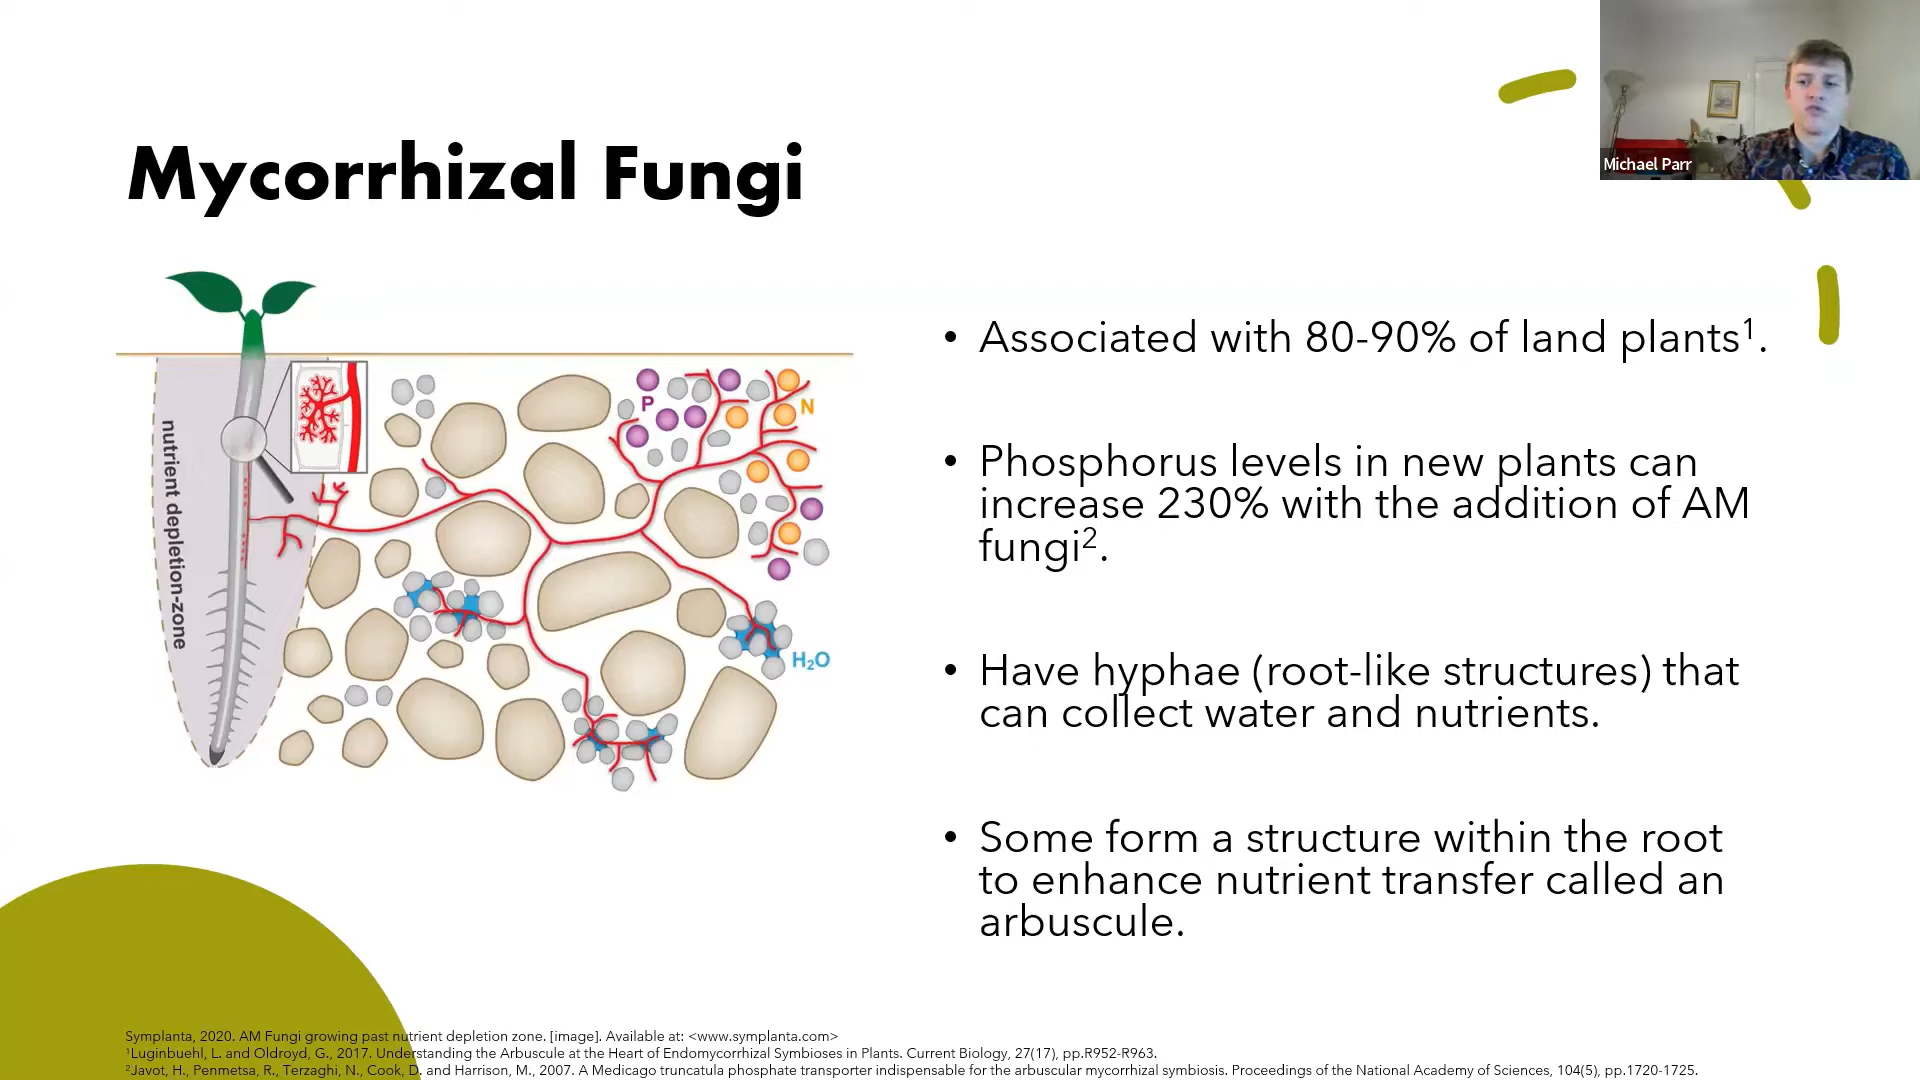 Michael Parr
Mycorrhizal Fungi
nutrient depletion-zone
P
N
H₂O
• Associated with 80-90% of land plants¹.
• Phosphorus levels in new plants can
increase 230% with the addition of AM
fungi².
• Have hyphae (root-like structures) that
can collect water and nutrients.
• Some form a structure within the root
to enhance nutrient transfer called an
arbuscule.
Symplanta, 2020. AM Fungi growing past nutrient depletion zone. [image]. Available at: <www.symplanta.com>
¹Luginbuehl, L. and Oldroyd, G., 2017. Understanding the Arbuscule at the Heart of Endomycorrhizal Symbioses in Plants. Current Biology, 27(17), pp.R952-R963.
²Javot, H., Penmetsa, R., Terzaghi, N., Cook, D. and Harrison, M., 2007. A Medicago truncatula phosphate transporter indispensable for the arbuscular mycorrhizal symbiosis. Proceedings of the National Academy of Sciences, 104(5), pp.1720-1725.